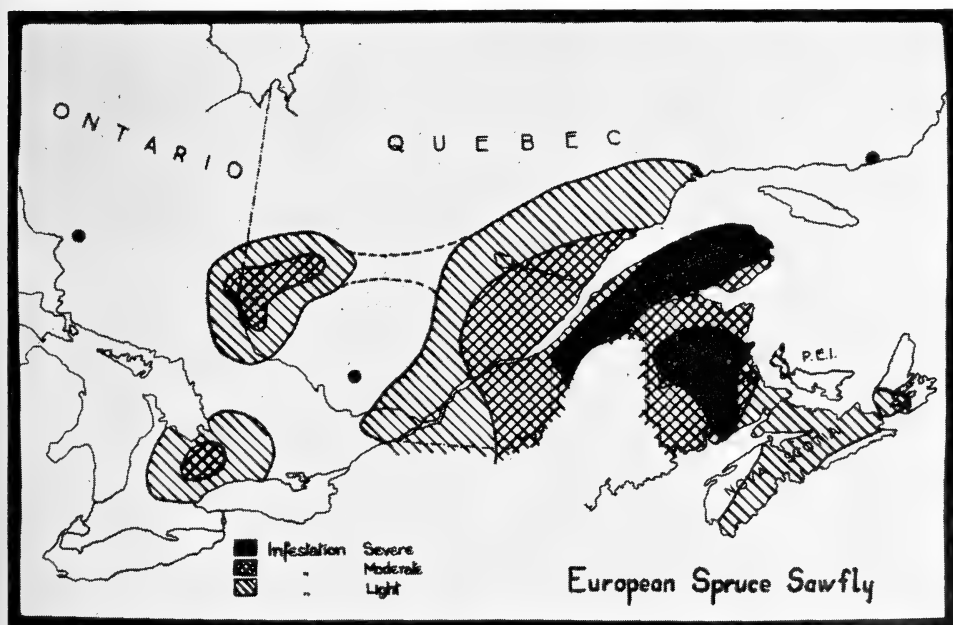 ONTARIO
QUEBEC
P.E.I.
NOVA SCOTIA
Infestation Severe
" Moderate
" Light
European Spruce Sawfly